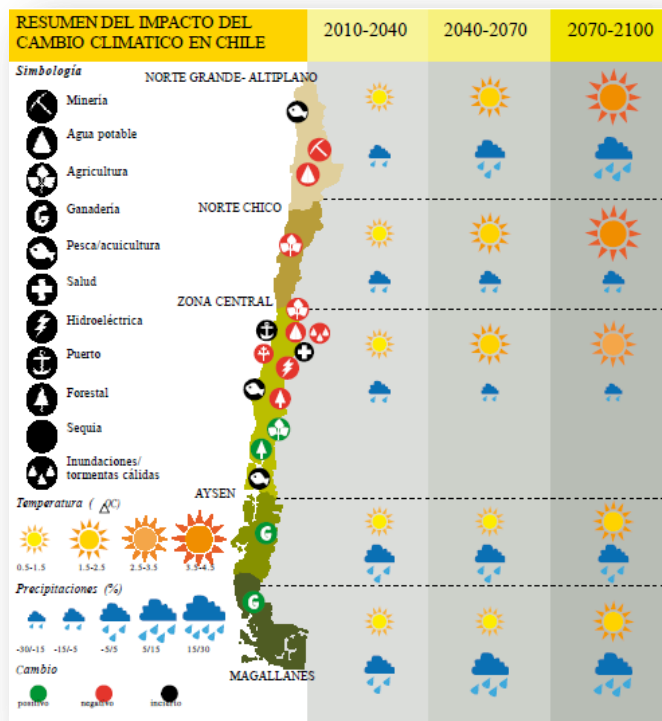 RESUMEN DEL IMPACTO DEL
CAMBIO CLIMATICO EN CHILE
2010-2040
2040-2070
2070-2100
Simbología
Minería
Agua potable
Agricultura
Ganadería
Pesca/acuicultura
Salud
Hidroeléctrica
Puerto
Forestal
Sequia
Inundaciones/
tormentas cálidas
NORTE GRANDE- ALTIPLANO
NORTE CHICO
ZONA CENTRAL
AYSEN
MAGALLANES
Temperatura ( △ºC)
0.5-1.5
1.5-2.5
2.5-3.5
3.5-4.5
Precipitaciones (%)
-30/-15
-15/-5
-5/5
5/15
15/30
Cambio
positivo
negativo
incierto